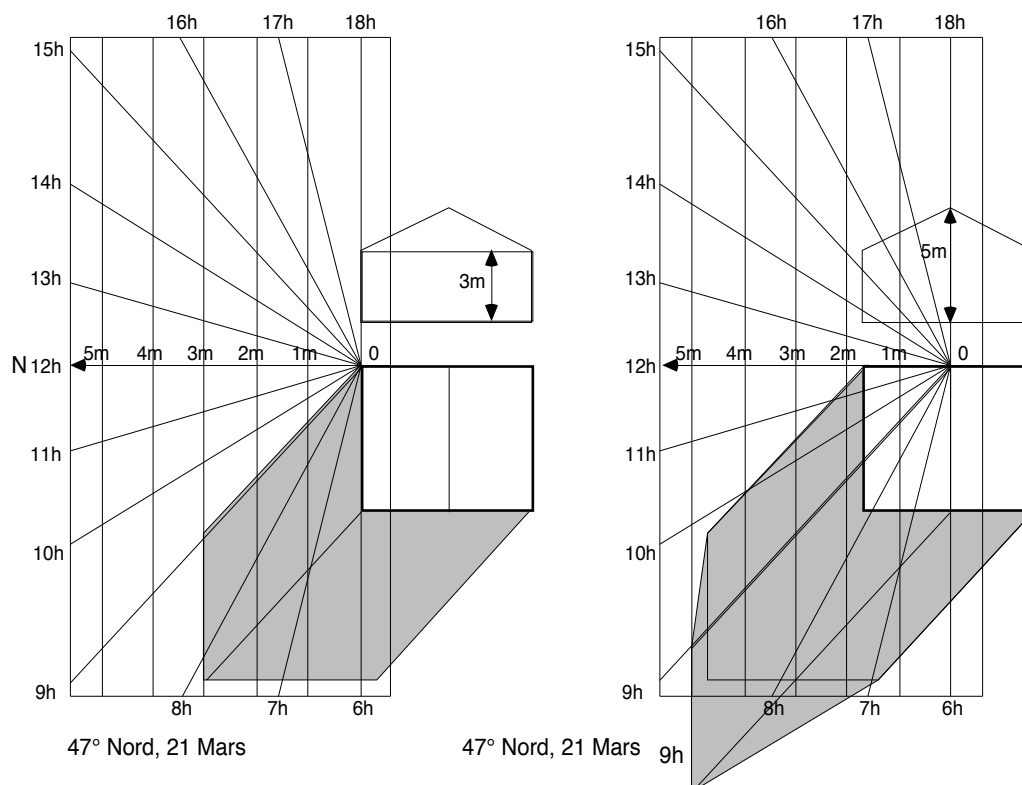 16h 17h 18h
15h
14h
13h
3m
N 12h 5m 4m 3m 2m 1m 0
11h
10h
9h
8h 7h 6h
47° Nord, 21 Mars
16h 17h 18h
15h
14h
13h
5m
12h 5m 4m 3m 2m 1m 0
11h
10h
9h
8h 7h 6h
47° Nord, 21 Mars 9h